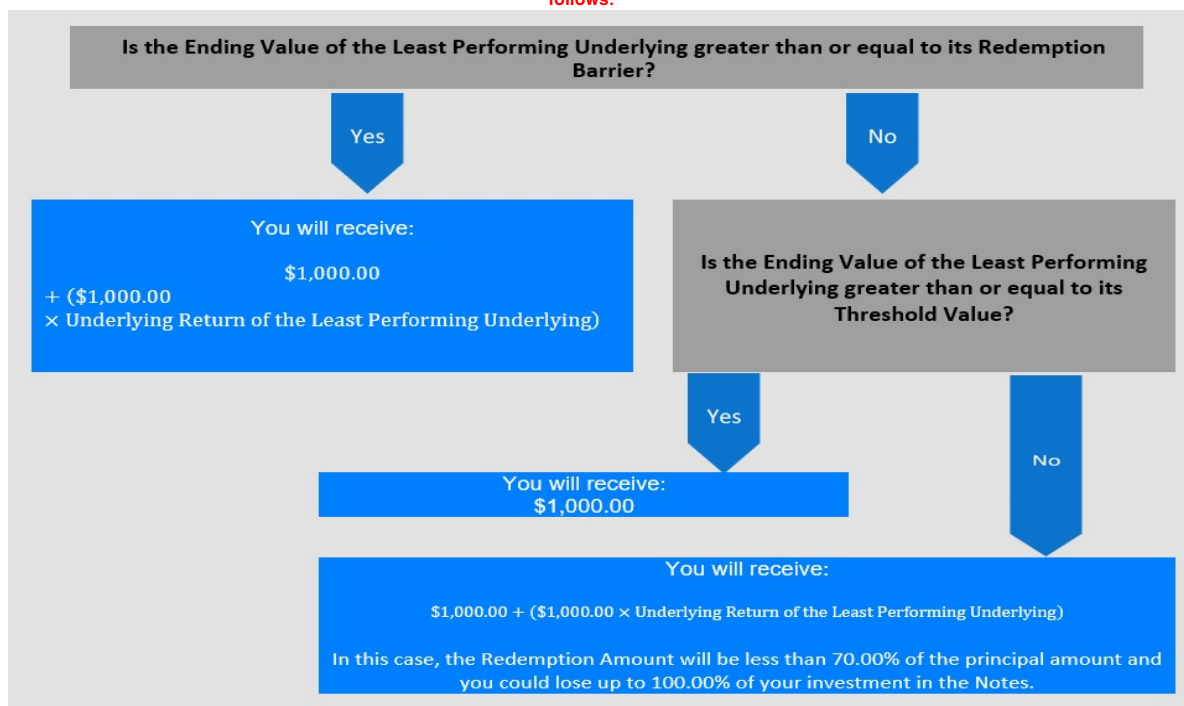 follows:
Is the Ending Value of the Least Performing Underlying greater than or equal to its Redemption
Barrier?
Yes
No
You will receive:
$1,000.00
+ ($1,000.00
× Underlying Return of the Least Performing Underlying)
Is the Ending Value of the Least Performing
Underlying greater than or equal to its
Threshold Value?
Yes
No
You will receive:
$1,000.00
You will receive:
$1,000.00 + ($1,000.00 × Underlying Return of the Least Performing Underlying)
In this case, the Redemption Amount will be less than 70.00% of the principal amount and
you could lose up to 100.00% of your investment in the Notes.